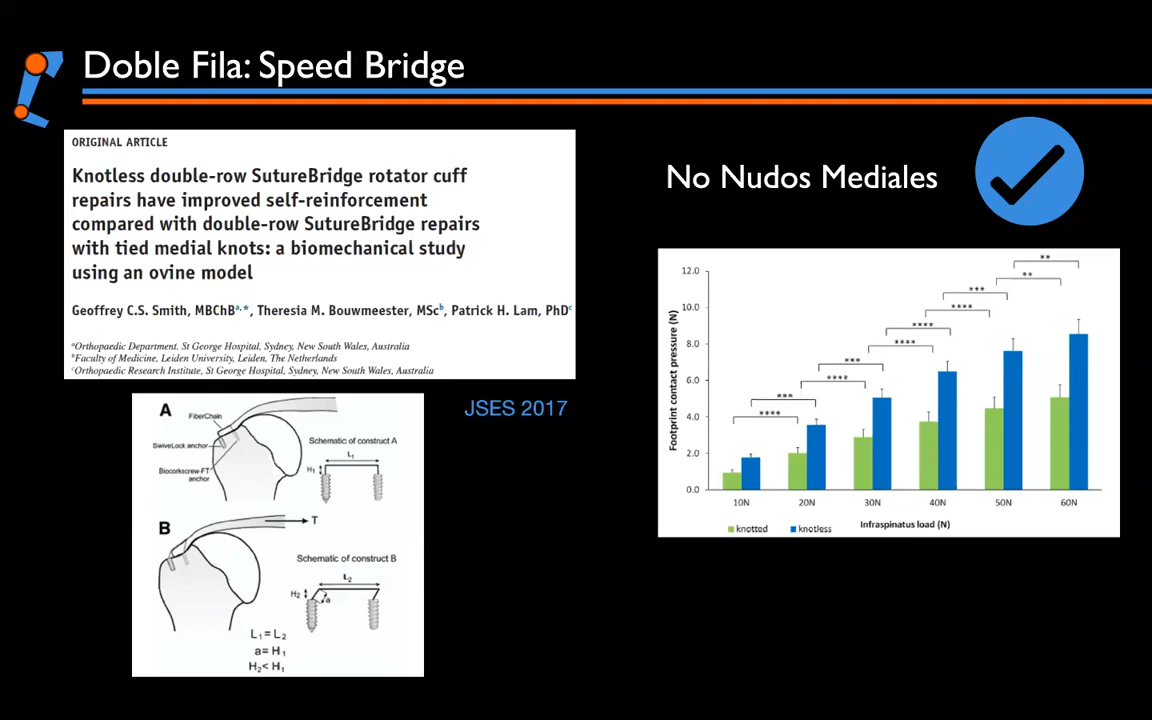 Doble Fila: Speed Bridge
ORIGINAL ARTICLE
Knotless double-row SutureBridge rotator cuff
repairs have improved self-reinforcement
compared with double-row SutureBridge repairs
with tied medial knots: a biomechanical study
using an ovine model
Geoffrey C.S. Smith, MBChBa,*, Theresia M. Bouwmeester, MScb, Patrick H. Lam, PhDc
aOrthopaedic Department, St George Hospital, Sydney, New South Wales, Australia
bFaculty of Medicine, Leiden University, Leiden, The Netherlands
cOrthopaedic Research Institute, St George Hospital, Sydney, New South Wales, Australia
JSES 2017
A
FiberChain
SwiveLock anchor
Biocorkscrew-FT
anchor
Schematic of construct A
L1
H1
B
T
Schematic of construct B
L2
H2
a
L1= L2
a= H1
H2< H1
No Nudos Mediales
Footprint contact pressure (N)
12.0
10.0
8.0
6.0
4.0
2.0
0.0
**
**
***
****
****
****
***
****
***
****
10N
20N
30N
40N
50N
60N
Infraspinatus load (N)
knotted
knotless